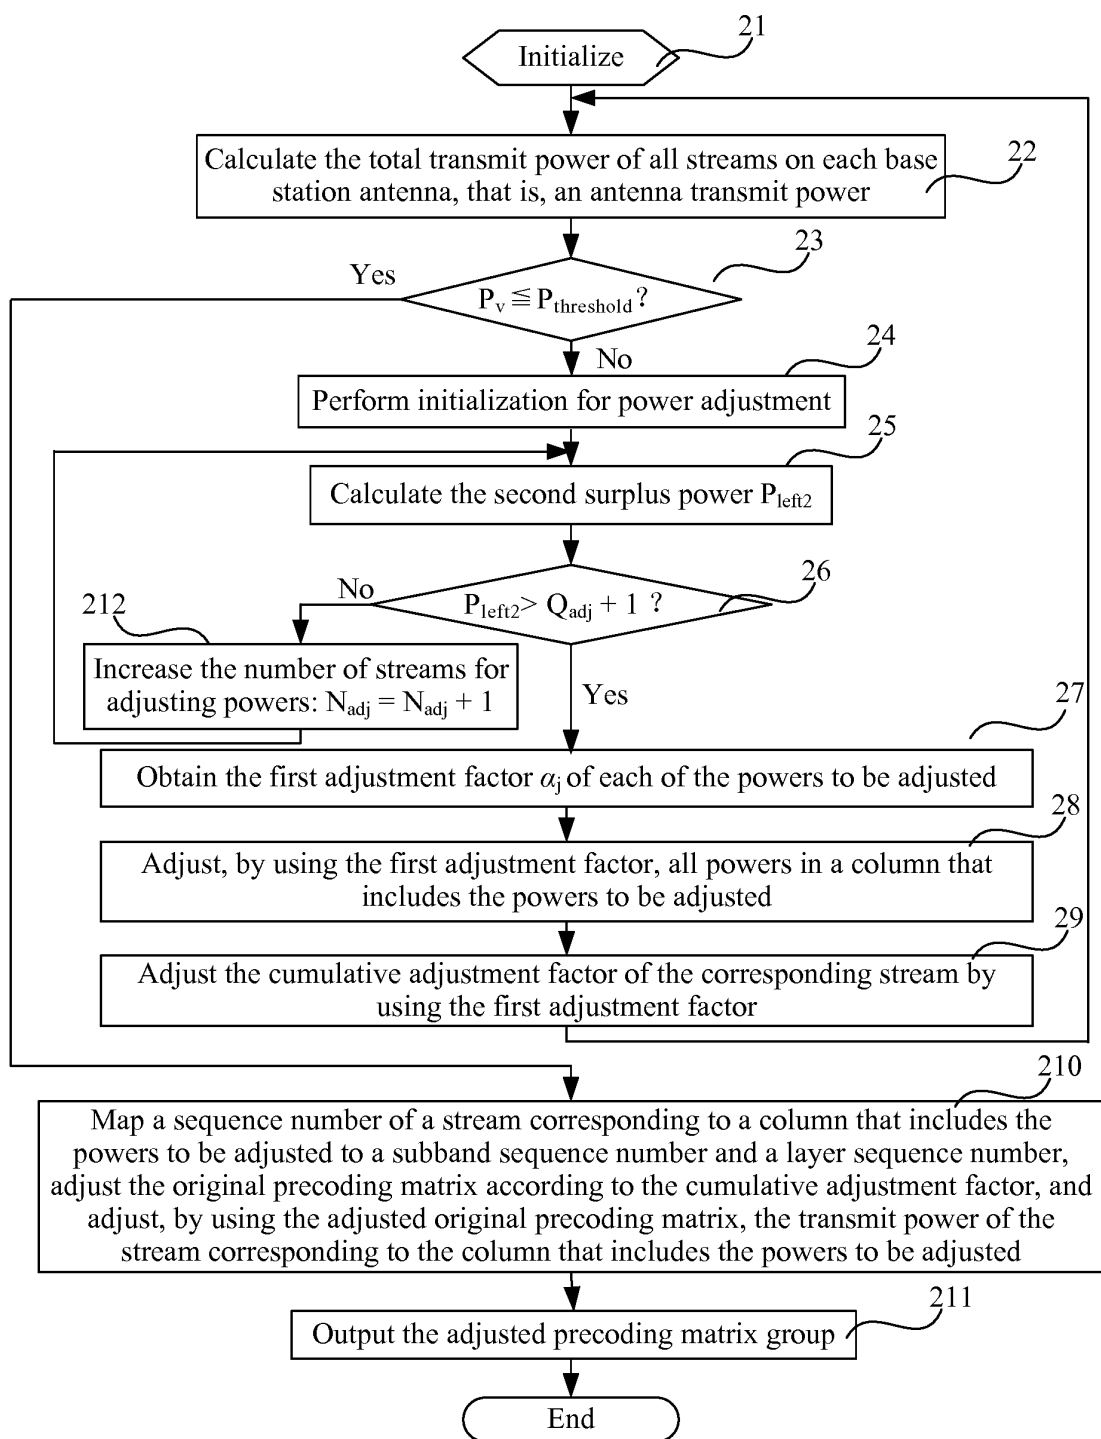 Initialize
21
Calculate the total transmit power of all streams on each base
station antenna, that is, an antenna transmit power
22
23
Yes
Pv ≦ Pthreshold ?
No
24
Perform initialization for power adjustment
25
Calculate the second surplus power Pleft2
26
No
Pleft2 > Qadj + 1 ?
212
Increase the number of streams for
adjusting powers: Nadj = Nadj + 1
Yes
27
Obtain the first adjustment factor αj of each of the powers to be adjusted
28
Adjust, by using the first adjustment factor, all powers in a column that
includes the powers to be adjusted
29
Adjust the cumulative adjustment factor of the corresponding stream by
using the first adjustment factor
210
Map a sequence number of a stream corresponding to a column that includes the
powers to be adjusted to a subband sequence number and a layer sequence number,
adjust the original precoding matrix according to the cumulative adjustment factor, and
adjust, by using the adjusted original precoding matrix, the transmit power of the
stream corresponding to the column that includes the powers to be adjusted
211
Output the adjusted precoding matrix group
End